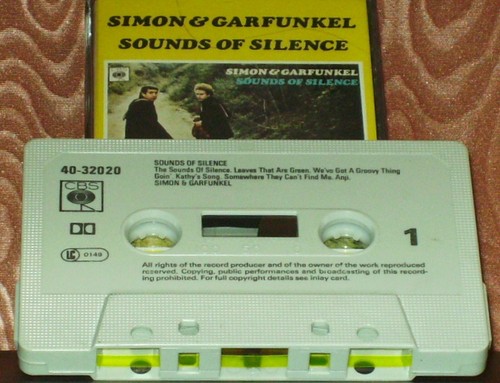 SIMON & GARFUNKEL
SOUNDS OF SILENCE
CBS
SIMON & GARFUNKEL
SOUNDS OF SILENCE
40-32020
SOUNDS OF SILENCE
The Sounds Of Silence. Leaves That Are Green. We've Got A Groovy Thing
Goin'. Kathy's Song. Somewhere They Can't Find Me. Anji.
SIMON & GARFUNKEL
CBS
LC 0149
1
All rights of the record producer and of the owner of the work reproduced
reserved. Copying, public performances and broadcasting of this record-
ing prohibited. For full copyright details see inlay card.